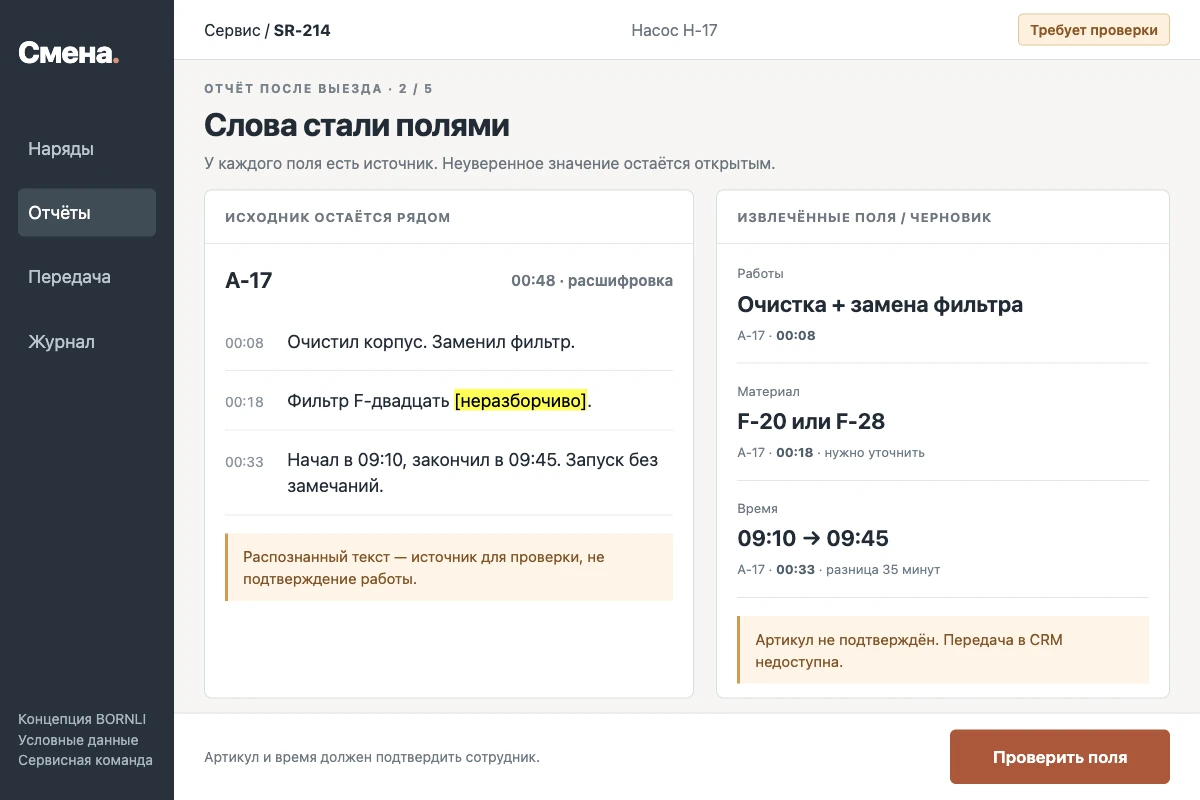 Смена.
Наряды
Отчёты
Передача
Журнал
Концепция BORNLI
Условные данные
Сервисная команда
Сервис / SR-214
Насос Н-17
Требует проверки
ОТЧЁТ ПОСЛЕ ВЫЕЗДА · 2 / 5
Слова стали полями
У каждого поля есть источник. Неуверенное значение остаётся открытым.
ИСХОДНИК ОСТАЁТСЯ РЯДОМ
А-17
00:48 · расшифровка
00:08 Очистил корпус. Заменил фильтр.
00:18 Фильтр F-двадцать [неразборчиво].
00:33 Начал в 09:10, закончил в 09:45. Запуск без
замечаний.
Распознанный текст — источник для проверки, не
подтверждение работы.
ИЗВЛЕЧЁННЫЕ ПОЛЯ / ЧЕРНОВИК
Работы
Очистка + замена фильтра
А-17 · 00:08
Материал
F-20 или F-28
А-17 · 00:18 · нужно уточнить
Время
09:10 → 09:45
А-17 · 00:33 · разница 35 минут
Артикул не подтверждён. Передача в CRM
недоступна.
Артикул и время должен подтвердить сотрудник.
Проверить поля